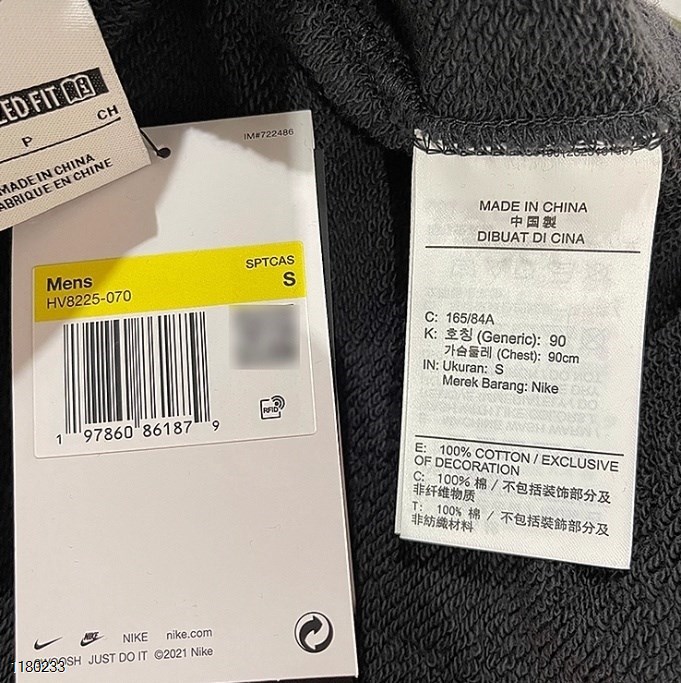 LED FIT
P
CH
MADE IN CHINA
FABRIQUE EN CHINE
IM#722486
SPTCAS
Mens
S
HV8225-070
RFID
1 97860 86187 9
NIKE
nike.com
SWOOSH JUST DO IT ©2021 Nike
1180233
MADE IN CHINA
中國製
DIBUAT DI CINA
C: 165/84A
K: 호칭 (Generic): 90
가슴둘레 (Chest): 90cm
IN: Ukuran: S
Merek Barang: Nike
E: 100% COTTON / EXCLUSIVE
OF DECORATION
C: 100% 棉 / 不包括装饰部分及
非纤维物质
T: 100% 棉 / 不包括裝飾部分及
非紡織材料